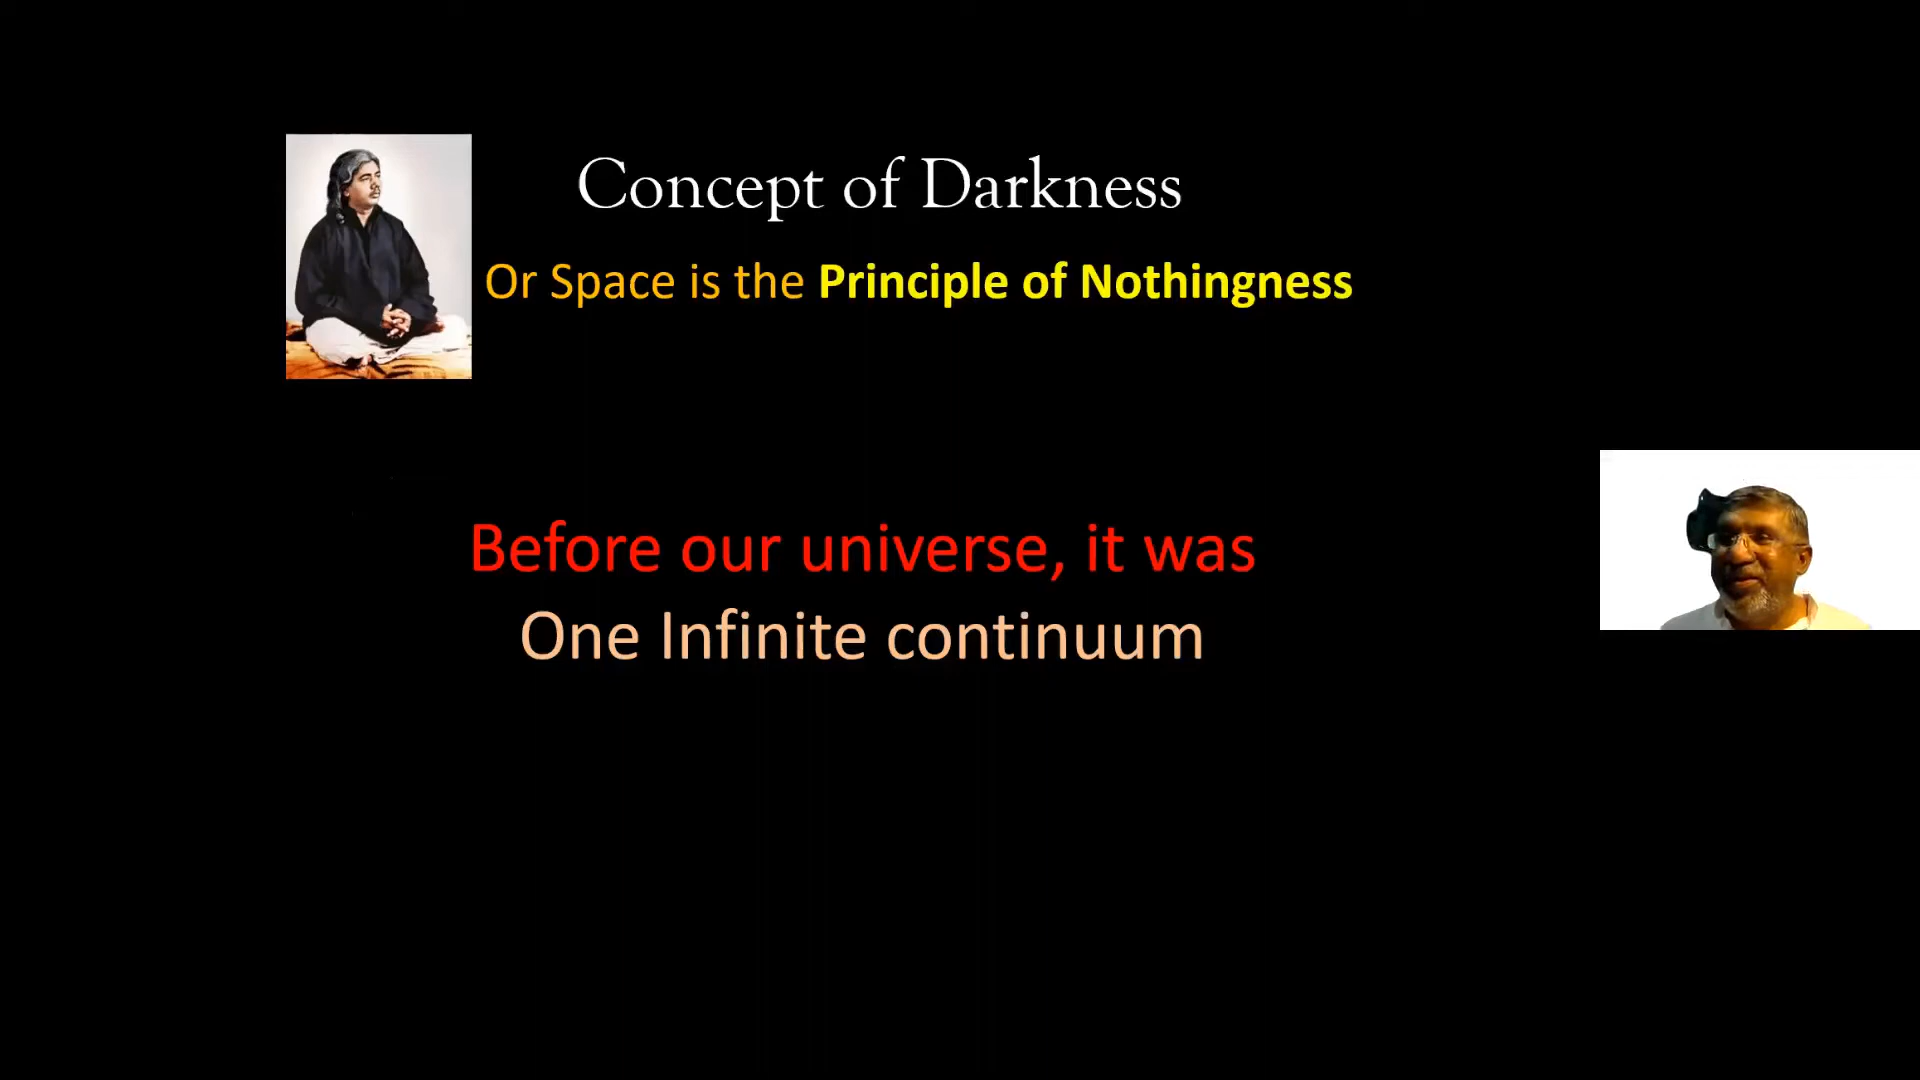 Concept of Darkness
Or Space is the Principle of Nothingness
Before our universe, it was
One Infinite continuum